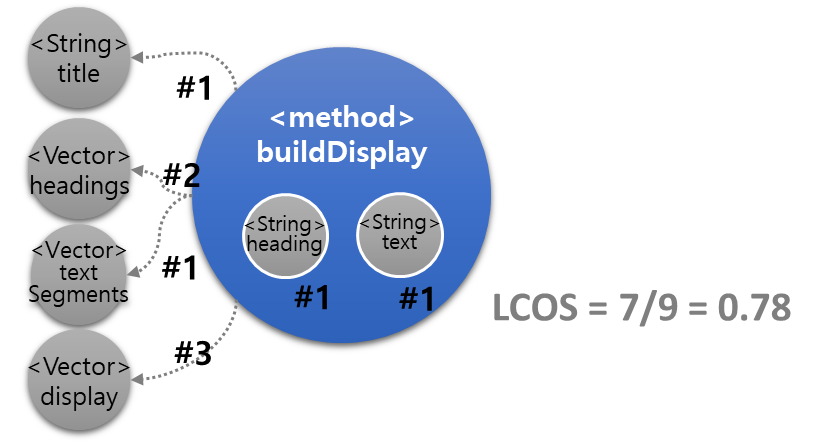 <String>
title
#1
<Vector>
headings
#2
<Vector>
text
Segments
#1
<Vector>
display
#3
<method>
buildDisplay
<String>
heading
#1
<String>
text
#1
LCOS = 7/9 = 0.78